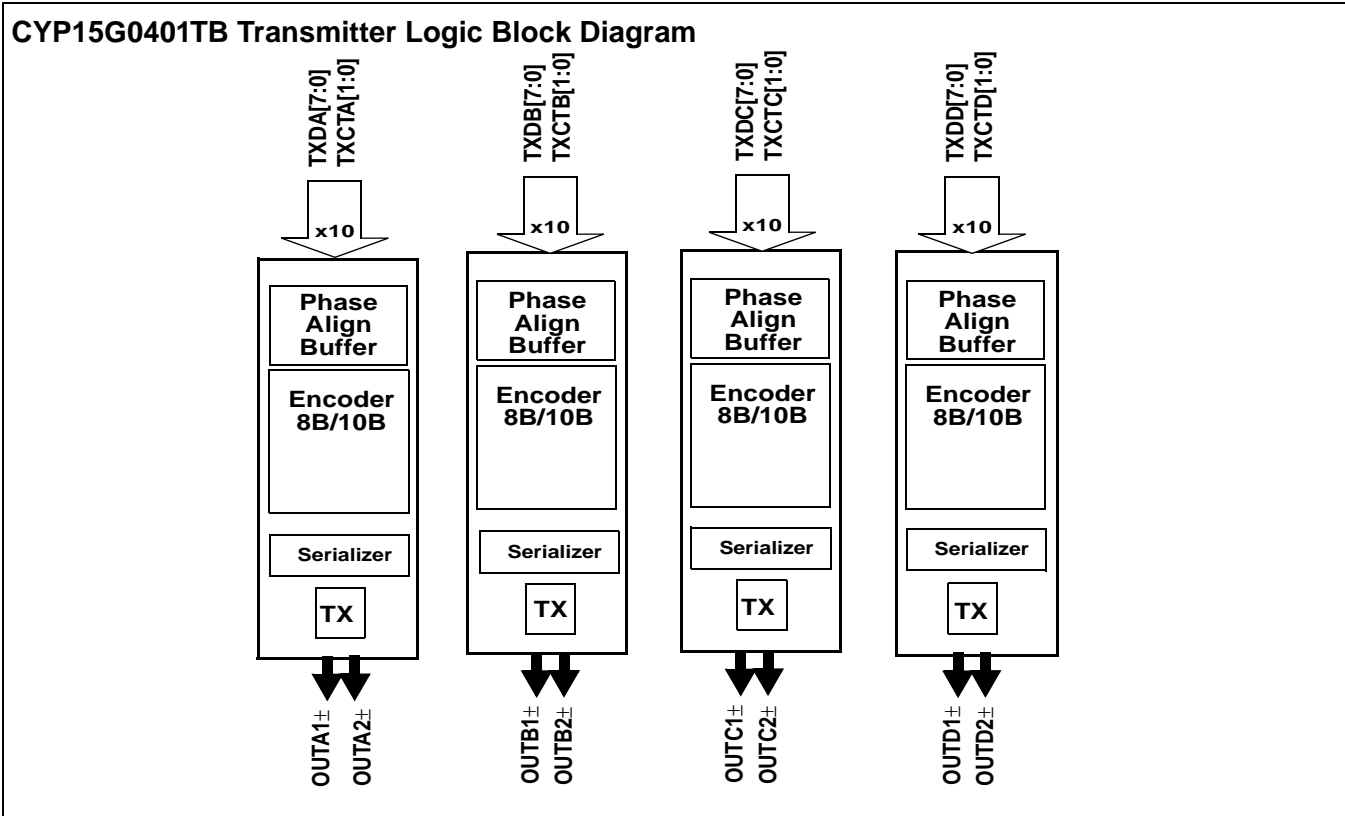 CYP15G0401TB Transmitter Logic Block Diagram
TXDA[7:0]
TXCTA[1:0]
TXDB[7:0]
TXCTB[1:0]
TXDC[7:0]
TXCTC[1:0]
TXDD[7:0]
TXCTD[1:0]
x10
x10
x10
x10
Phase
Align
Buffer
Encoder
8B/10B
Serializer
TX
Phase
Align
Buffer
Encoder
8B/10B
Serializer
TX
Phase
Align
Buffer
Encoder
8B/10B
Serializer
TX
Phase
Align
Buffer
Encoder
8B/10B
Serializer
TX
OUTA1±
OUTA2±
OUTB1±
OUTB2±
OUTC1±
OUTC2±
OUTD1±
OUTD2±